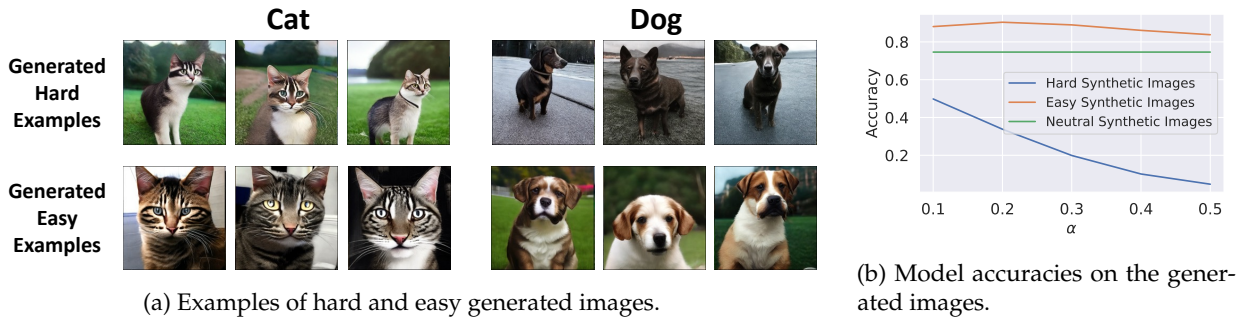 Cat
Dog
Generated
Hard
Examples
Generated
Easy
Examples
(a) Examples of hard and easy generated images.
Accuracy
0.8
0.6
0.4
0.2
Hard Synthetic Images
Easy Synthetic Images
Neutral Synthetic Images
0.1 0.2 0.3 0.4 0.5
α
(b) Model accuracies on the gener-
ated images.